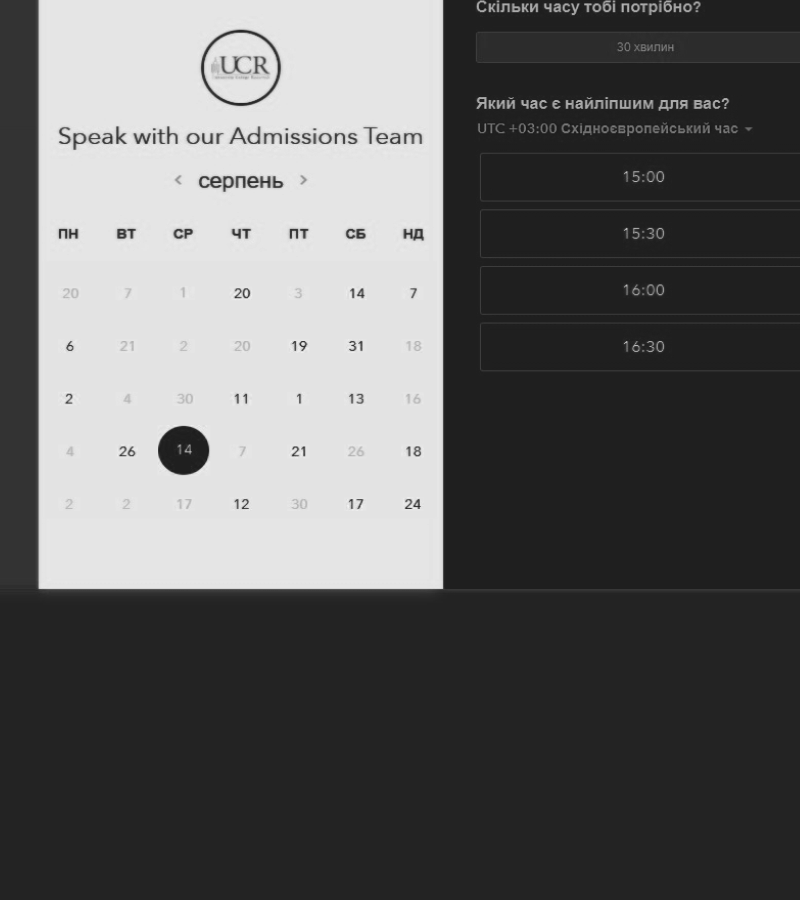 UCR
Speak with our Admissions Team
серпень
ПН ВТ СР ЧТ ПТ СБ НД
20 7 1 20 3 14 7
6 21 2 20 19 31 18
2 4 30 11 1 13 16
4 26 14 7 21 26 18
2 2 17 12 30 17 24
Скільки часу тобі потрібно?
30 хвилин
Який час є найліпшим для вас?
UTC +03:00 Східноєвропейський час
15:00
15:30
16:00
16:30